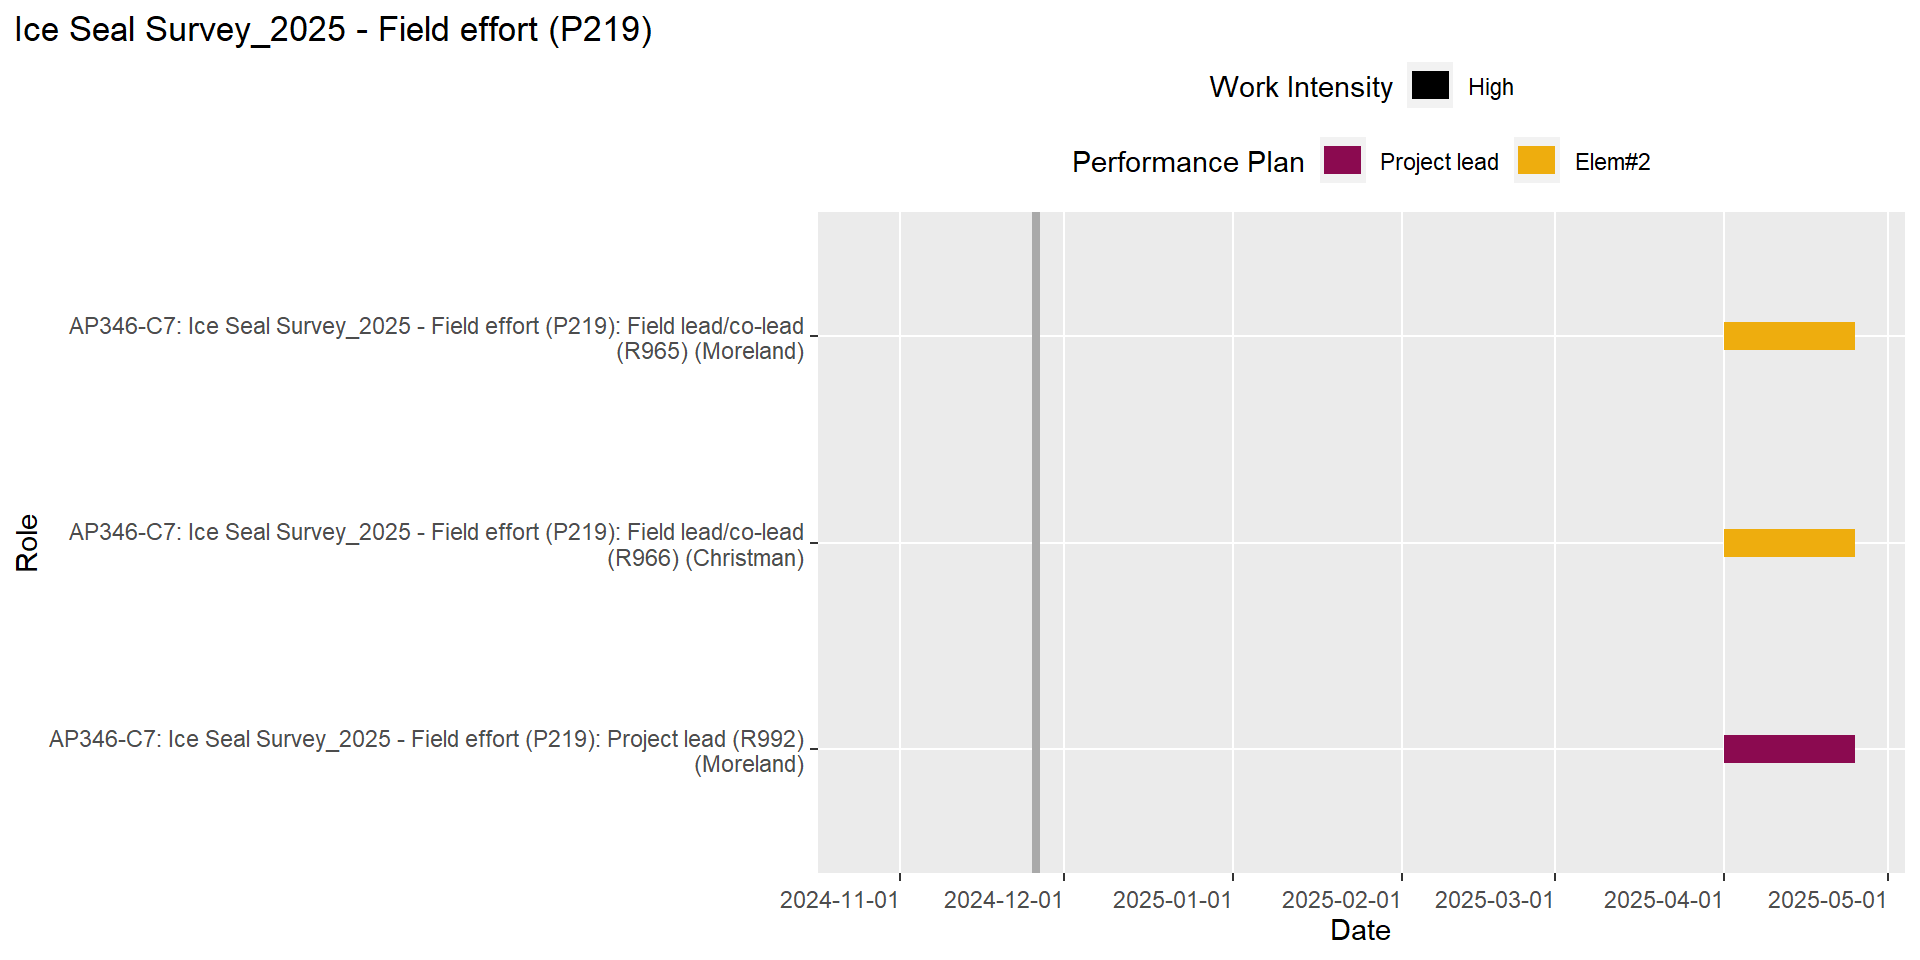 Ice Seal Survey_2025 - Field effort (P219)
Work Intensity High
Performance Plan Project lead Elem#2
AP346-C7: Ice Seal Survey_2025 - Field effort (P219): Field lead/co-lead
(R965) (Moreland)
AP346-C7: Ice Seal Survey_2025 - Field effort (P219): Field lead/co-lead
(R966) (Christman)
AP346-C7: Ice Seal Survey_2025 - Field effort (P219): Project lead (R992)
(Moreland)
Role
2024-11-01 2024-12-01 2025-01-01 2025-02-01 2025-03-01 2025-04-01 2025-05-01
Date